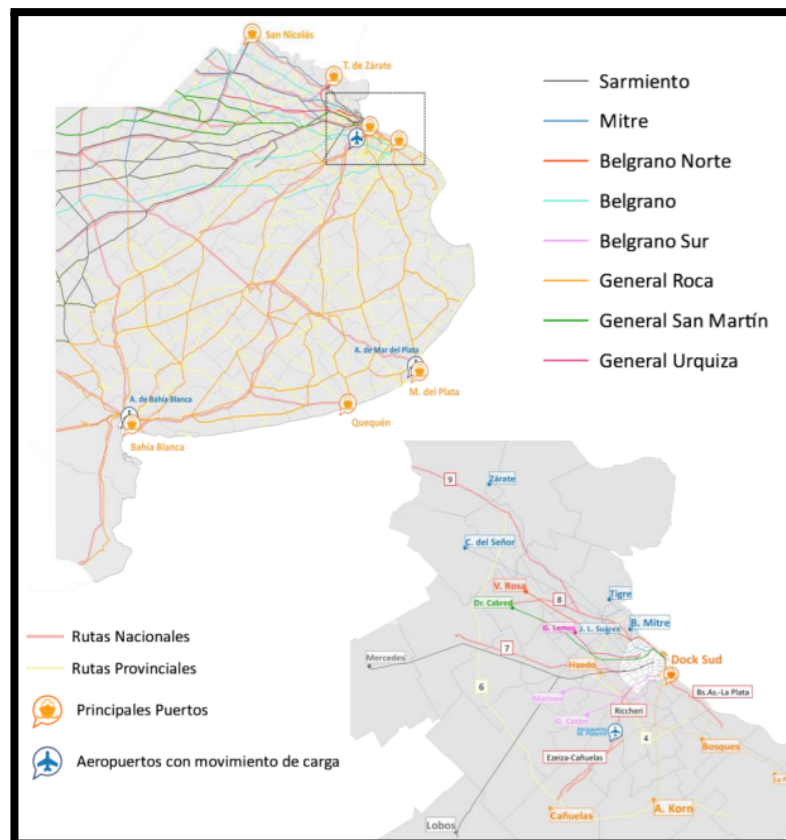 San Nicolás
T. de Zárate
A. de Mar del Plata
M. del Plata
A. de Bahía Blanca
Quequén
Bahía Blanca
Sarmiento
Mitre
Belgrano Norte
Belgrano
Belgrano Sur
General Roca
General San Martín
General Urquiza
Rutas Nacionales
Rutas Provinciales
Principales Puertos
Aeropuertos con movimiento de carga
9
Zárate
C. del Señor
V. Rosa
Tigre
Dr. Cabred
8
G. Lemos
J. L. Suárez
B. Mitre
7
Mercedes
Haedo
Dock Sud
6
Bs.As.-La Plata
Riccheri
G. Catán
4
Bosques
Ezeiza-Cañuelas
Cañuelas
A. Korn
Lobos